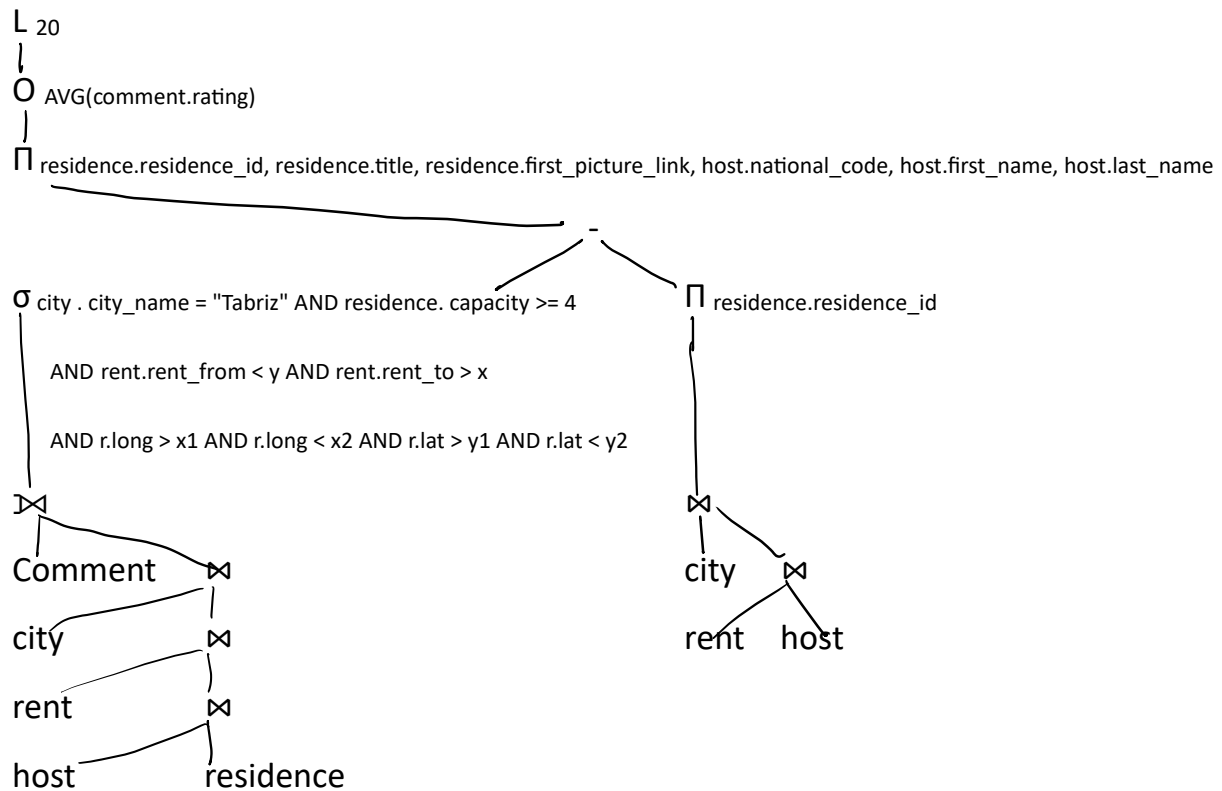 L 20
O AVG(comment.rating)
Π residence.residence_id, residence.title, residence.first_picture_link, host.national_code, host.first_name, host.last_name
-
σ city . city_name = "Tabriz" AND residence. capacity >= 4
AND rent.rent_from < y AND rent.rent_to > x
AND r.long > x1 AND r.long < x2 AND r.lat > y1 AND r.lat < y2
Π residence.residence_id
⟕
Comment ⋈
city ⋈
rent ⋈
host residence
⋈
city ⋈
rent host